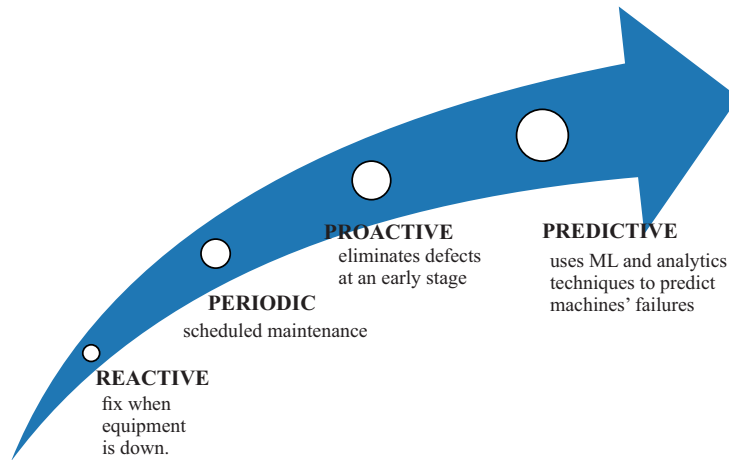 REACTIVE
fix when
equipment
is down.
PERIODIC
scheduled maintenance
PROACTIVE
eliminates defects
at an early stage
PREDICTIVE
uses ML and analytics
techniques to predict
machines’ failures